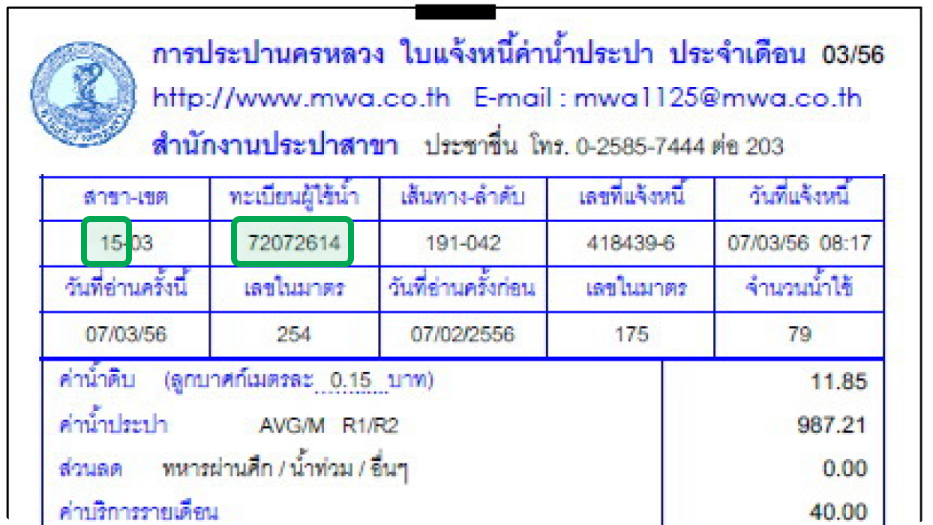 การประปานครหลวง ใบแจ้งหนี้ค่าน้ำประปา ประจำเดือน 03/56
http://www.mwa.co.th E-mail : mwa1125@mwa.co.th
สำนักงานประปาสาขา ประชาชื่น โทร. 0-2585-7444 ต่อ 203
สาขา-เขต ทะเบียนผู้ใช้น้ำ เส้นทาง-ลำดับ เลขที่แจ้งหนี้ วันที่แจ้งหนี้
15-03 72072614 191-042 418439-6 07/03/56 08:17
วันที่อ่านครั้งนี้ เลขในมาตร วันที่อ่านครั้งก่อน เลขในมาตร จำนวนน้ำใช้
07/03/56 254 07/02/2556 175 79
ค่าน้ำดิบ (ลูกบาศก์เมตรละ 0.15 บาท) 11.85
ค่าน้ำประปา AVG/M R1/R2 987.21
ส่วนลด ทหารผ่านศึก / น้ำท่วม / อื่นๆ 0.00
ค่าบริการรายเดือน 40.00